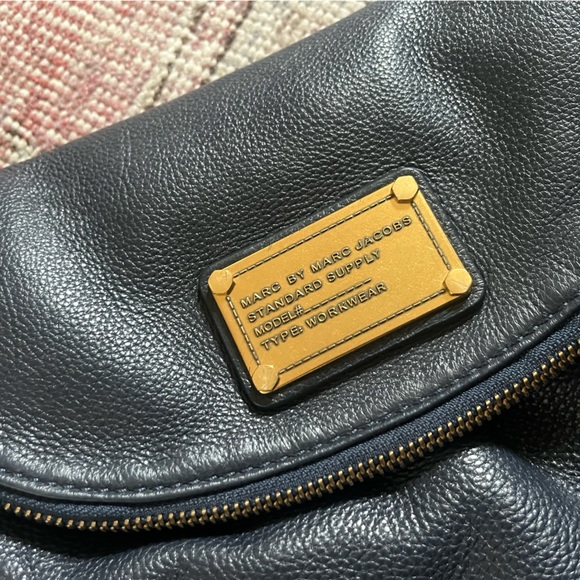 MARC BY MARC JACOBS
STANDARD SUPPLY
MODEL#
TYPE: WORKWEAR